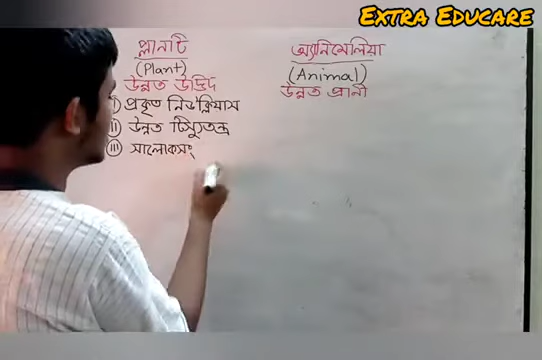 Extra Educare
প্লানটি
(Plant)
উন্নত উদ্ভিদ
i) প্রকৃত নিউক্লিয়াস
ii) উন্নত টিস্যুতন্ত্র
iii) সালোকসং
অ্যানিমেলিয়া
(Animal)
উন্নত প্রানী